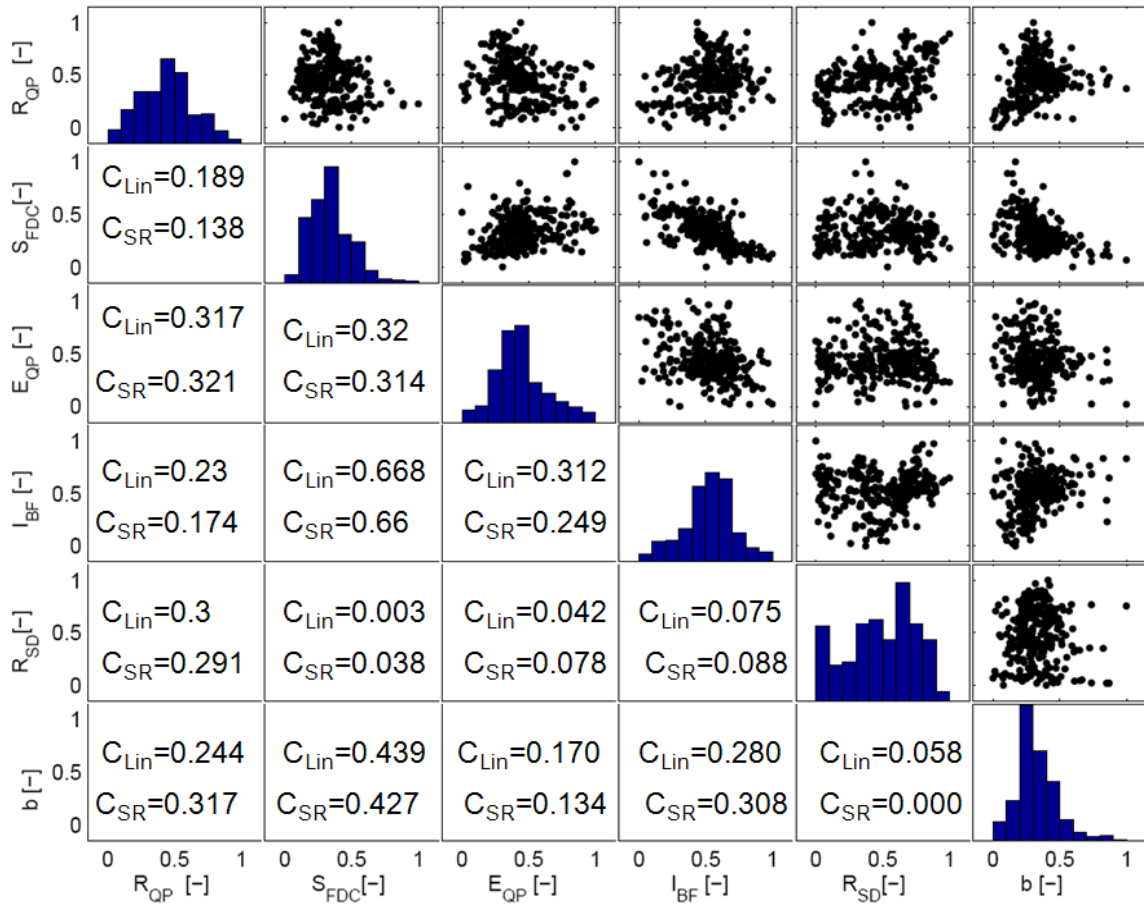 R_QP [–]
1
0.5
0
S_FDC[–]
1
0.5
0
C_Lin=0.189
C_SR=0.138
E_QP [–]
1
0.5
0
C_Lin=0.317
C_SR=0.321
C_Lin=0.32
C_SR=0.314
I_BF [–]
1
0.5
0
C_Lin=0.23
C_SR=0.174
C_Lin=0.668
C_SR=0.66
C_Lin=0.312
C_SR=0.249
R_SD[–]
1
0.5
0
C_Lin=0.3
C_SR=0.291
C_Lin=0.003
C_SR=0.038
C_Lin=0.042
C_SR=0.078
C_Lin=0.075
C_SR=0.088
b [–]
1
0.5
0
C_Lin=0.244
C_SR=0.317
C_Lin=0.439
C_SR=0.427
C_Lin=0.170
C_SR=0.134
C_Lin=0.280
C_SR=0.308
C_Lin=0.058
C_SR=0.000
0 0.5 1 0 0.5 1 0 0.5 1 0 0.5 1 0 0.5 1 0 0.5 1
R_QP [–] S_FDC[–] E_QP [–] I_BF [–] R_SD[–] b [–]